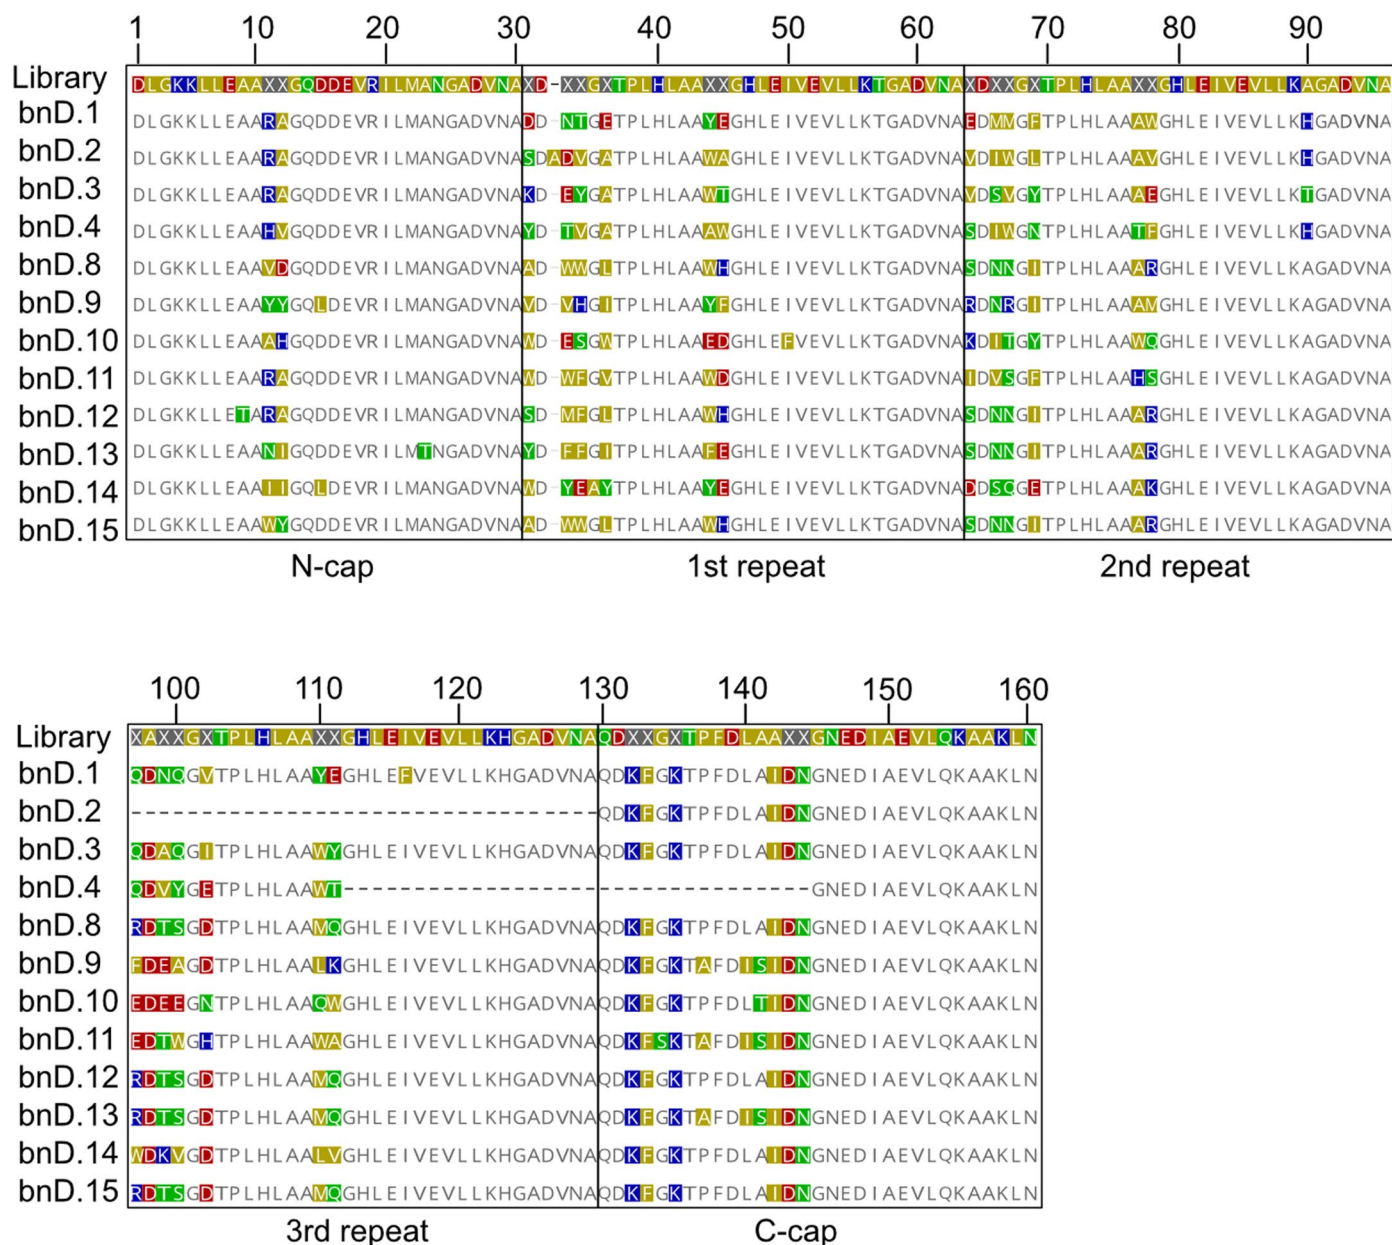 1 10 20 30 40 50 60 70 80 90
Library DLGKKLLEAAXXGQDDEVRILMANGADVNAXD-XXGXTPLHLAAXXGHLEIVEVLLKTGADVNAXDXXGXTPLHLAAXXGHLEIVEVLLKAGADVNA
bnD.1 DLGKKLLEAARAGQDDEVRILMANGADVNADD-NTGETPLHLAAYEGHLEIVEVLLKTGADVNAEDMMGFTPLHLAAAWGHLEIVEVLLKHGADVNA
bnD.2 DLGKKLLEAARAGQDDEVRILMANGADVNASDADVGATPLHLAAWAGHLEIVEVLLKTGADVNAVDIWGLTPLHLAAAVGHLEIVEVLLKHGADVNA
bnD.3 DLGKKLLEAARAGQDDEVRILMANGADVNAKD-EYGATPLHLAAWTGHLEIVEVLLKTGADVNAVDSVGYTPLHLAAAEGHLEIVEVLLKTGADVNA
bnD.4 DLGKKLLEAAHVGQDDEVRILMANGADVNAYD-TVGATPLHLAAAWGHLEIVEVLLKTGADVNASDIWGNTPLHLAATFGHLEIVEVLLKHGADVNA
bnD.8 DLGKKLLEAAVDGQDDEVRILMANGADVNAAD-WWGLTPLHLAAWHGHLEIVEVLLKTGADVNASDNNGITPLHLAAARGHLEIVEVLLKAGADVNA
bnD.9 DLGKKLLEAAYYGQLDEVRILMANGADVNAVD-VHGITPLHLAAYFGHLEIVEVLLKTGADVNARDNRGITPLHLAAAMGHLEIVEVLLKAGADVNA
bnD.10 DLGKKLLEAAAHGQDDEVRILMANGADVNAWD-ESGWTPLHLAAEDGHLEFVEVLLKTGADVNAKDITGYTPLHLAAWQGHLEIVEVLLKAGADVNA
bnD.11 DLGKKLLEAARAGQDDEVRILMANGADVNAWD-WFGVTPLHLAAWDGHLEIVEVLLKTGADVNAIDVSGFTPLHLAAHSGHLEIVEVLLKAGADVNA
bnD.12 DLGKKLLETARAGQDDEVRILMANGADVNASD-MFGLTPLHLAAWHGHLEIVEVLLKTGADVNASDNNGITPLHLAAARGHLEIVEVLLKAGADVNA
bnD.13 DLGKKLLEAANIGQDDEVRILMTNGADVNAYD-FFGITPLHLAAFEGHLEIVEVLLKTGADVNASDNNGITPLHLAAARGHLEIVEVLLKAGADVNA
bnD.14 DLGKKLLEAAIIGQLDEVRILMANGADVNAWD-YEAYTPLHLAAYEGHLEIVEVLLKTGADVNADDSQGETPLHLAAAKGHLEIVEVLLKAGADVNA
bnD.15 DLGKKLLEAAWYGQDDEVRILMANGADVNAAD-WWGLTPLHLAAWHGHLEIVEVLLKTGADVNASDNNGITPLHLAAARGHLEIVEVLLKAGADVNA
N-cap 1st repeat 2nd repeat
100 110 120 130 140 150 160
Library XAXXGXTPLHLAAXXGHLEIVEVLLKHGADVNAQDXXGXTPFDLAAXXGNEDIAEVLQKAAKLN
bnD.1 QDNQGVTPLHLAAYEGHLEFVEVLLKHGADVNAQDKFGKTPFDLAIDNGNEDIAEVLQKAAKLN
bnD.2 ---------------------------------QDKFGKTPFDLAIDNGNEDIAEVLQKAAKLN
bnD.3 QDAQGITPLHLAAWYGHLEIVEVLLKHGADVNAQDKFGKTPFDLAIDNGNEDIAEVLQKAAKLN
bnD.4 QDVYGETPLHLAAWT---------------------------------GNEDIAEVLQKAAKLN
bnD.8 RDTSGDTPLHLAAMQGHLEIVEVLLKHGADVNAQDKFGKTPFDLAIDNGNEDIAEVLQKAAKLN
bnD.9 FDEAGDTPLHLAALKGHLEIVEVLLKHGADVNAQDKFGKTAFDISIDNGNEDIAEVLQKAAKLN
bnD.10 EDEEGNTPLHLAAQWGHLEIVEVLLKHGADVNAQDKFGKTPFDLTIDNGNEDIAEVLQKAAKLN
bnD.11 EDTWGHTPLHLAAWAGHLEIVEVLLKHGADVNAQDKFSKTAFDISIDNGNEDIAEVLQKAAKLN
bnD.12 RDTSGDTPLHLAAMQGHLEIVEVLLKHGADVNAQDKFGKTPFDLAIDNGNEDIAEVLQKAAKLN
bnD.13 RDTSGDTPLHLAAMQGHLEIVEVLLKHGADVNAQDKFGKTAFDISIDNGNEDIAEVLQKAAKLN
bnD.14 WDKVGDTPLHLAALVGHLEIVEVLLKHGADVNAQDKFGKTPFDLAIDNGNEDIAEVLQKAAKLN
bnD.15 RDTSGDTPLHLAAMQGHLEIVEVLLKHGADVNAQDKFGKTPFDLAIDNGNEDIAEVLQKAAKLN
3rd repeat C-cap